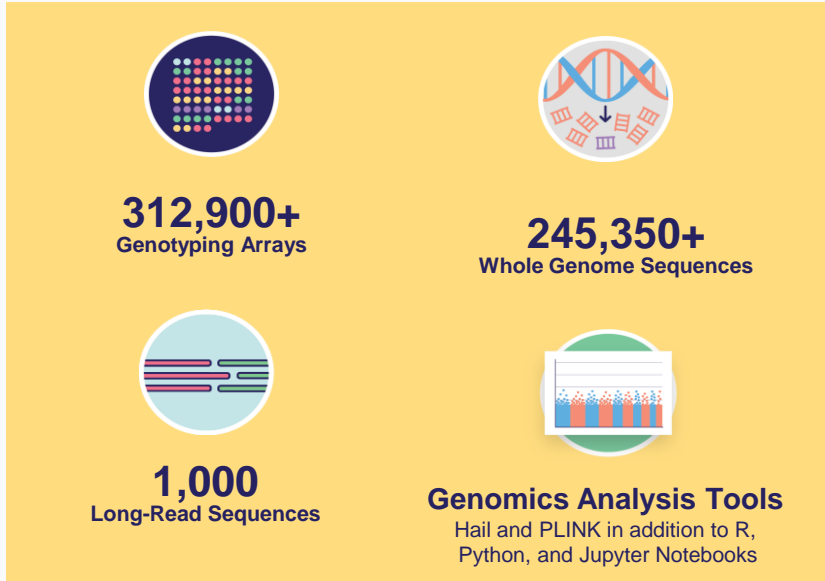 312,900+
Genotyping Arrays
245,350+
Whole Genome Sequences
1,000
Long-Read Sequences
Genomics Analysis Tools
Hail and PLINK in addition to R,
Python, and Jupyter Notebooks